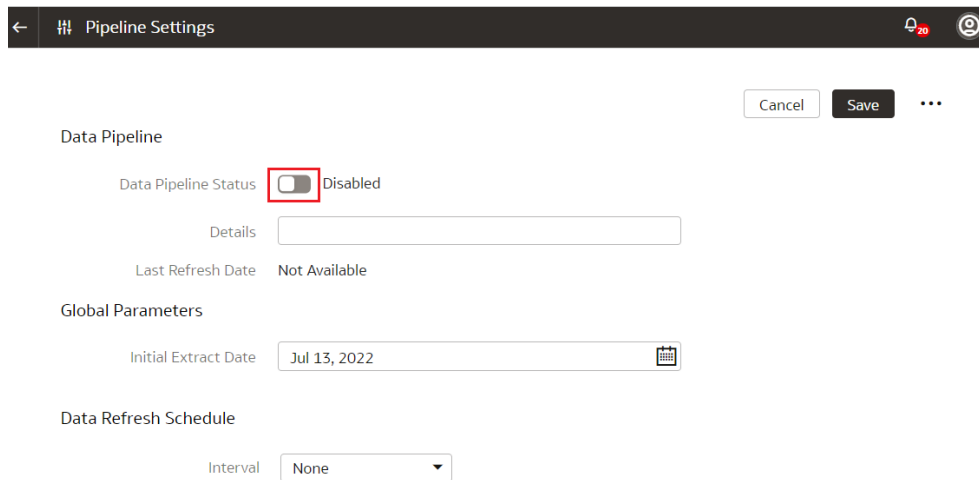 Pipeline Settings
20
Cancel Save
Data Pipeline
Data Pipeline Status Disabled
Details
Last Refresh Date Not Available
Global Parameters
Initial Extract Date Jul 13, 2022
Data Refresh Schedule
Interval None